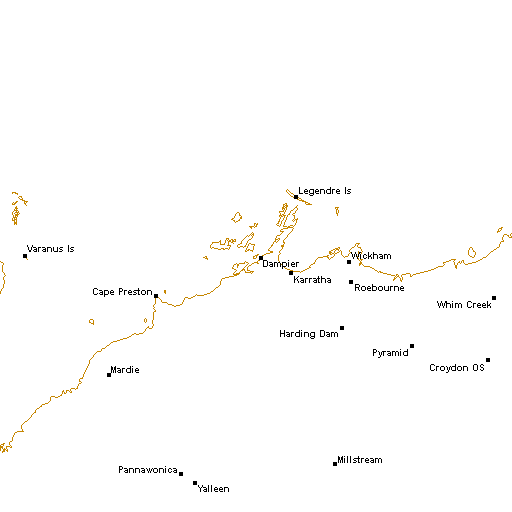 Legendre Is
Varanus Is
Wickham
Dampier
Karratha
Roebourne
Cape Preston
Whim Creek
Harding Dam
Pyramid
Croydon OS
Mardie
Millstream
Pannawonica
Yalleen